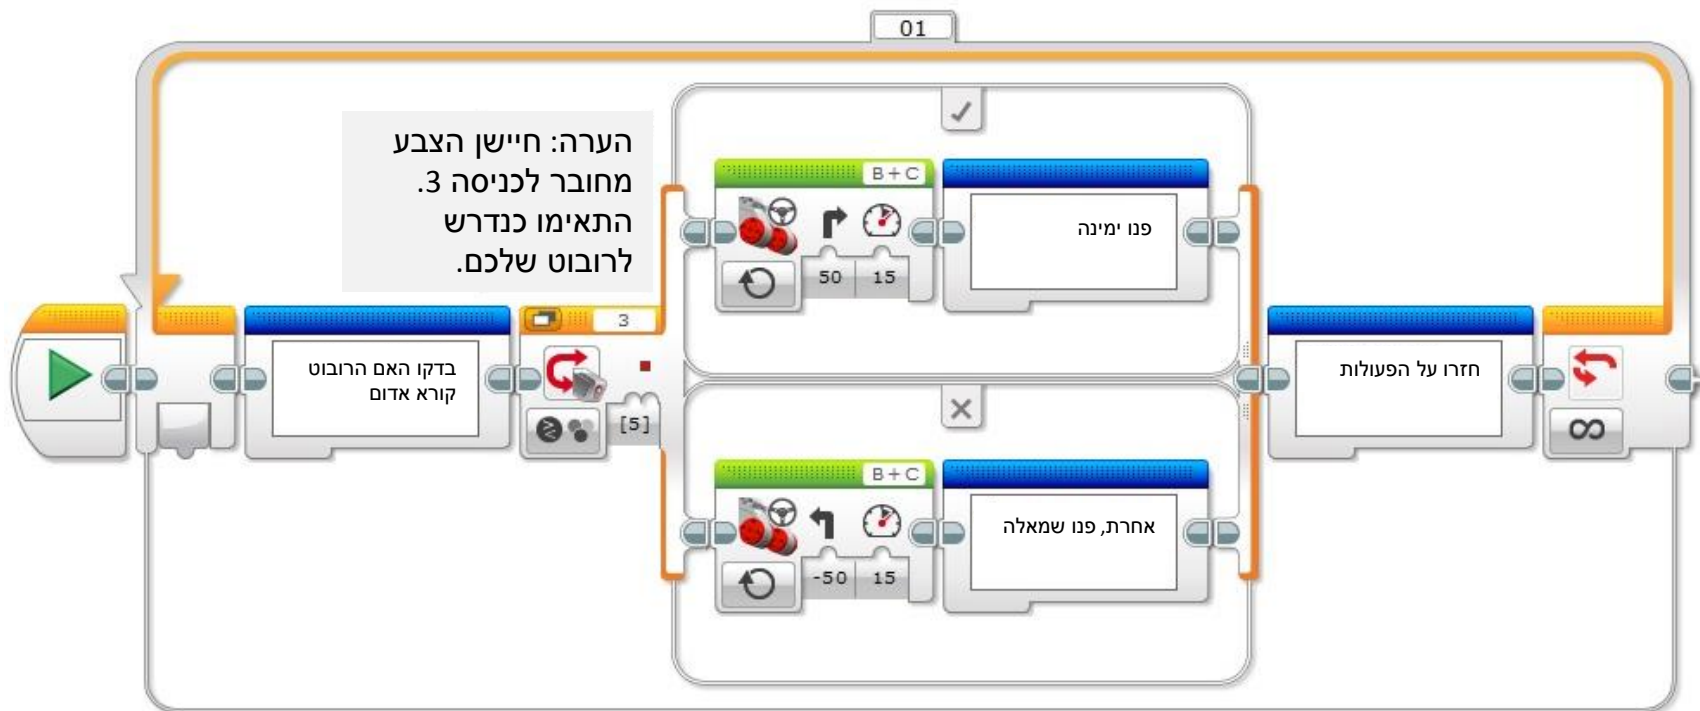 01
הערה: חיישן הצבע
מחובר לכניסה 3.
התאימו כנדרש
לרובוט שלכם.
B+C
פנו ימינה
50 15
בדקו האם הרובוט
קורא אדום
3
[5]
חזרו על הפעולות
∞
B+C
אחרת, פנו שמאלה
-50 15